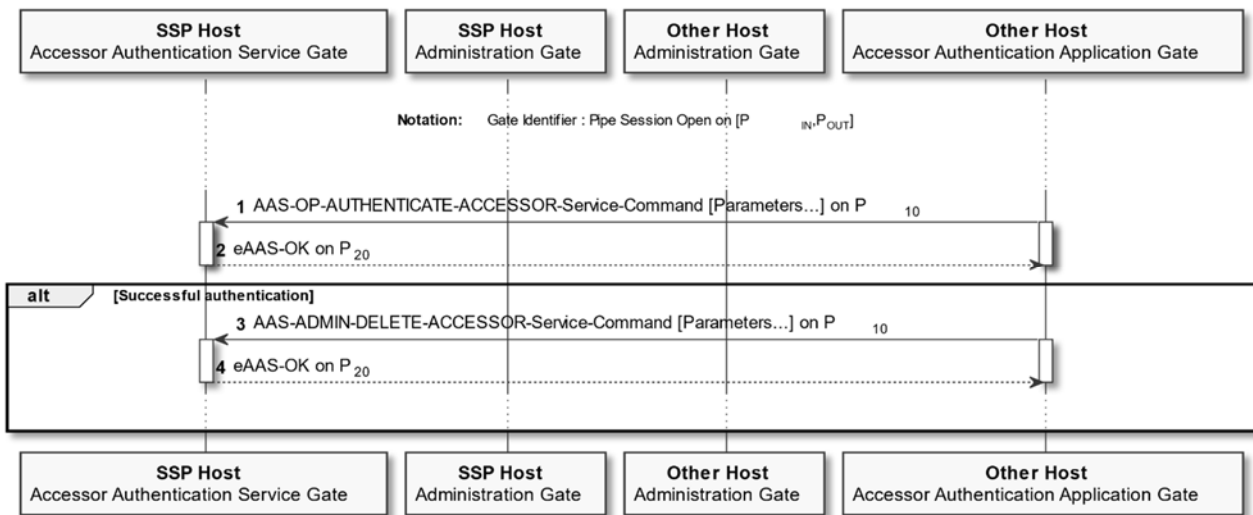 SSP Host
Accessor Authentication Service Gate
SSP Host
Administration Gate
Other Host
Administration Gate
Other Host
Accessor Authentication Application Gate
Notation: Gate Identifier : Pipe Session Open on [P IN,POUT]
1 AAS-OP-AUTHENTICATE-ACCESSOR-Service-Command [Parameters...] on P 10
2 eAAS-OK on P20
alt [Successful authentication]
3 AAS-ADMIN-DELETE-ACCESSOR-Service-Command [Parameters...] on P 10
4 eAAS-OK on P20
SSP Host
Accessor Authentication Service Gate
SSP Host
Administration Gate
Other Host
Administration Gate
Other Host
Accessor Authentication Application Gate